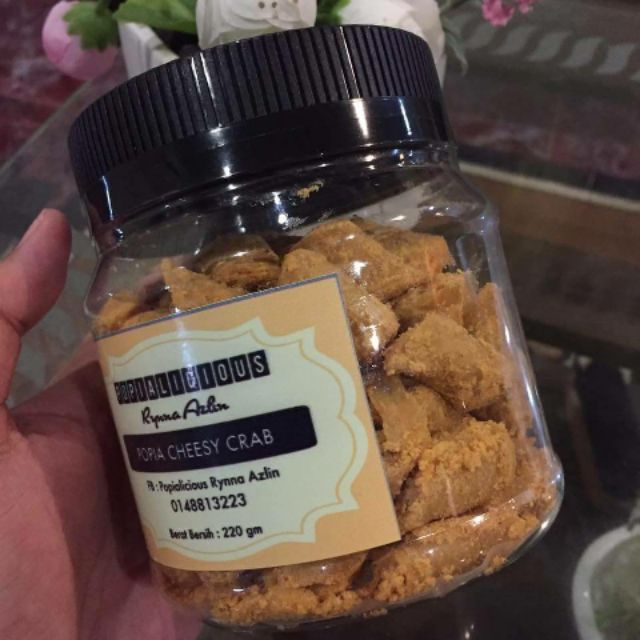 POPIALICIOUS
Rynna Azlin
POPIA CHEESY CRAB
FB : Popialicious Rynna Azlin
0148813223
Berat Bersih : 220 gm